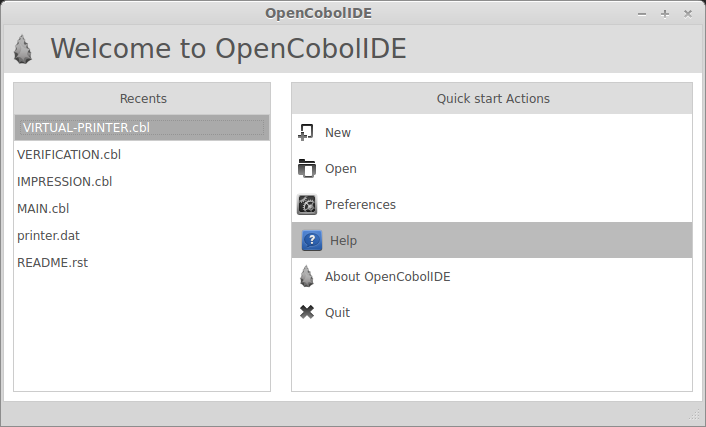 OpenCobolIDE
Welcome to OpenCobolIDE
Recents
VIRTUAL-PRINTER.cbl
VERIFICATION.cbl
IMPRESSION.cbl
MAIN.cbl
printer.dat
README.rst
Quick start Actions
New
Open
Preferences
Help
About OpenCobolIDE
Quit